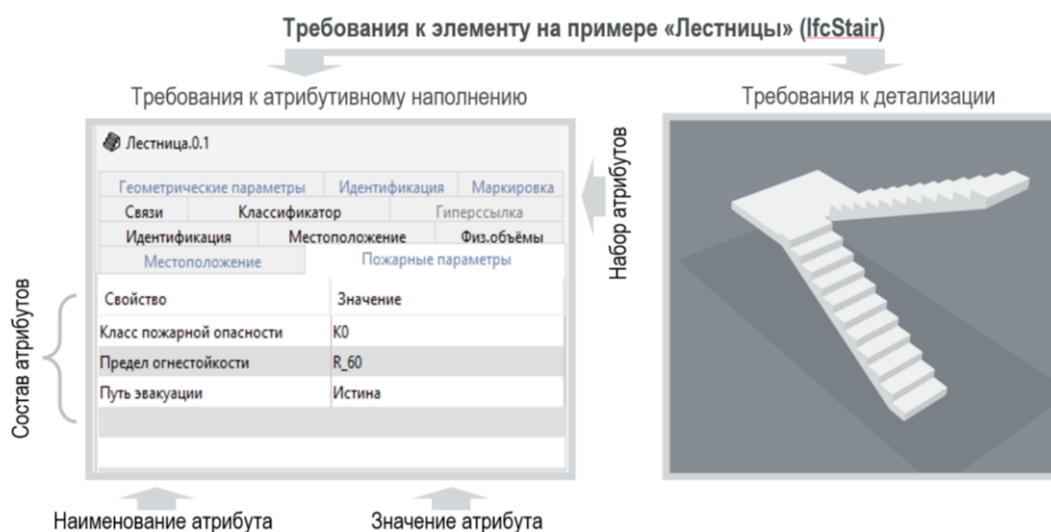 Требования к элементу на примере «Лестницы» (IfcStair)
Требования к атрибутивному наполнению
Требования к детализации
Лестница.0.1
Геометрические параметры Идентификация Маркировка
Связи Классификатор Гиперссылка
Идентификация Местоположение Физ.объёмы
Местоположение Пожарные параметры
Свойство Значение
Класс пожарной опасности K0
Предел огнестойкости R_60
Путь эвакуации Истина
Состав атрибутов
Набор атрибутов
Наименование атрибута Значение атрибута